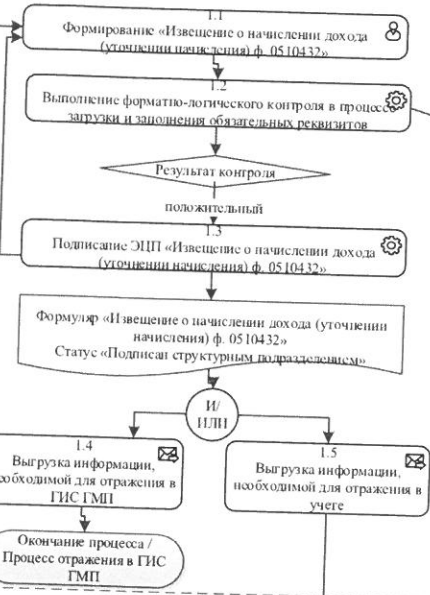 1.1
Формирование «Извещение о начислении дохода
(уточнении начисления) ф. 0510432»
1.2
Выполнение форматно-логического контроля в процессе
загрузки и заполнения обязательных реквизитов
Результат контроля
положительный
1.3
Подписание ЭЦП «Извещение о начислении дохода
(уточнении начисления) ф. 0510432»
Формуляр «Извещение о начислении дохода (уточнении
начисления) ф. 0510432»
Статус «Подписан структурным подразделением»
И/
ИЛИ
1.4
Выгрузка информации,
необходимой для отражения в
ГИС ГМП
1.5
Выгрузка информации,
необходимой для отражения в
учете
Окончание процесса /
Процесс отражения в ГИС
ГМП